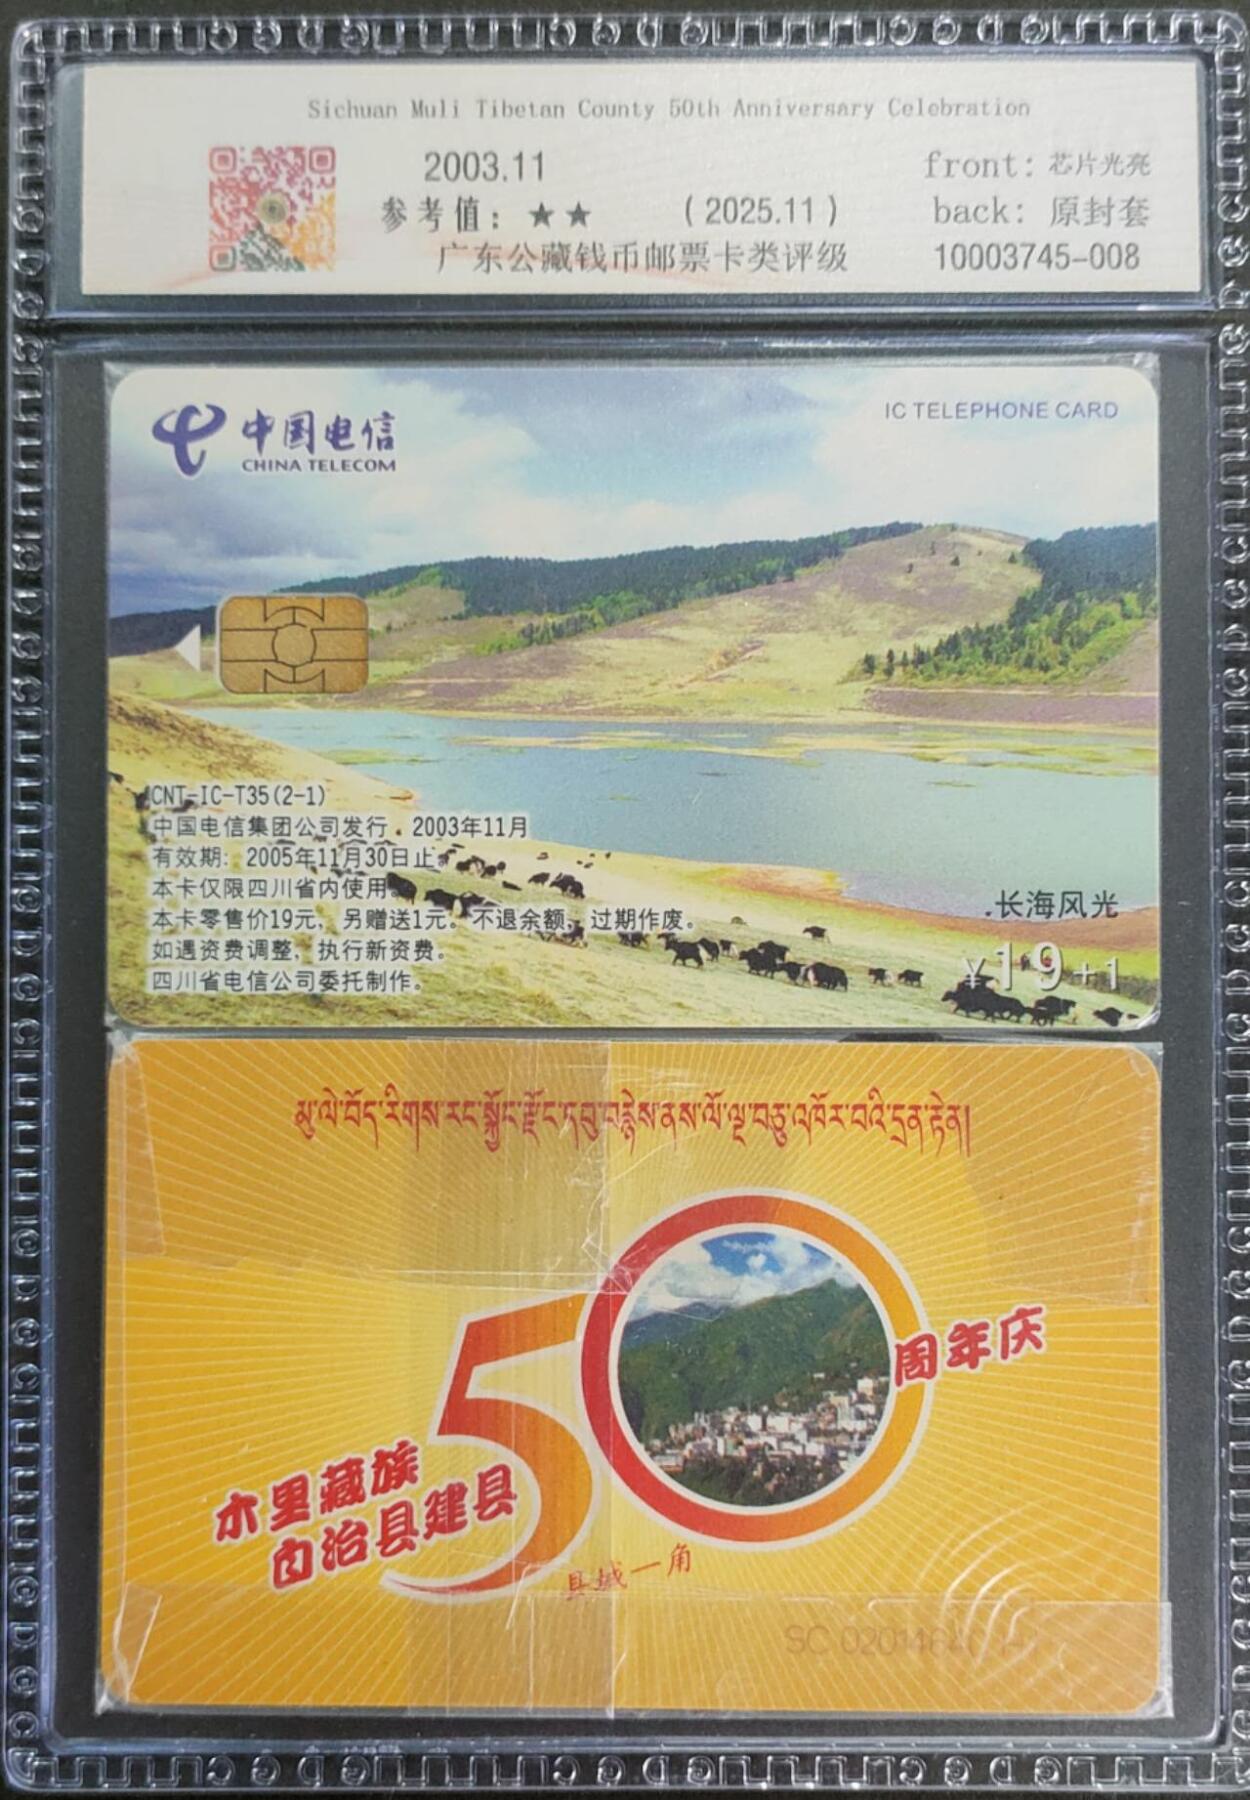 Sichuan Muli Tibetan County 50th Anniversary Celebration
2003.11
front: 芯片光亮
参考值: ★★ (2025.11)
back: 原封套
广东公藏钱币邮票卡类评级
10003745-008
中国电信
CHINA TELECOM
IC TELEPHONE CARD
CNT-IC-T35(2-1)
中国电信集团公司发行. 2003年11月
有效期: 2005年11月30日止。
本卡仅限四川省内使用。
本卡零售价19元, 另赠送1元。不退余额, 过期作废。
如遇资费调整, 执行新资费。
四川省电信公司委托制作。
.长海风光
¥19+1
མུ་ལེ་བོད་རིགས་རང་སྐྱོང་རྫོང་དབུ་བརྙེས་ནས་ལོ་ལྔ་བཅུ་འཁོར་བའི་དྲན་རྟེན།
50
周年庆
木里藏族
自治县建县
县城一角